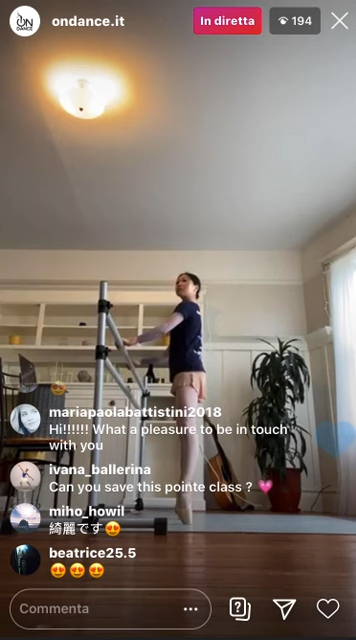 ON
DANCE
ondance.it
In diretta
194
mariapaolabattistini2018
Hi!!!!!! What a pleasure to be in touch
with you
ivana_ballerina
Can you save this pointe class ? 💗
miho_howil
綺麗です😍
beatrice25.5
😍😍😍
Commenta